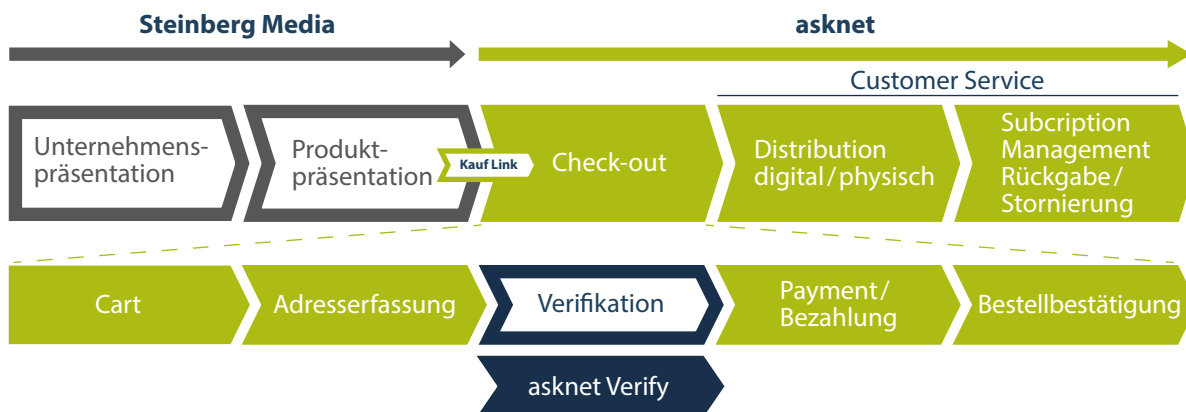 Steinberg Media
asknet
Customer Service
Unternehmens-
präsentation
Produkt-
präsentation
Kauf Link
Check-out
Distribution
digital / physisch
Subcription
Management
Rückgabe /
Stornierung
Cart
Adresserfassung
Verifikation
Payment /
Bezahlung
Bestellbestätigung
asknet Verify